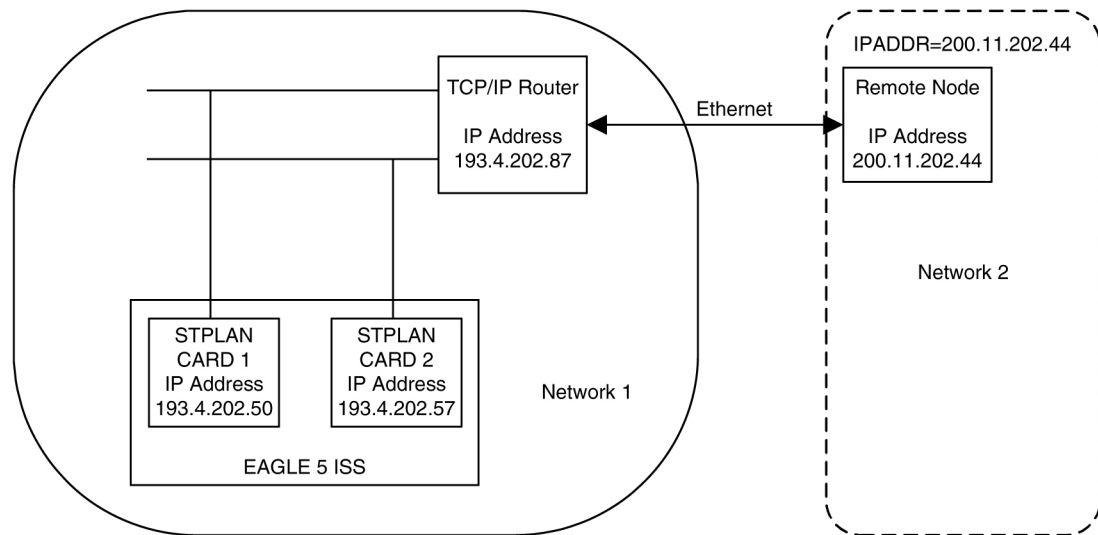 IPADDR=200.11.202.44
TCP/IP Router
IP Address
193.4.202.87
Ethernet
Remote Node
IP Address
200.11.202.44
Network 2
STPLAN
CARD 1
IP Address
193.4.202.50
STPLAN
CARD 2
IP Address
193.4.202.57
Network 1
EAGLE 5 ISS